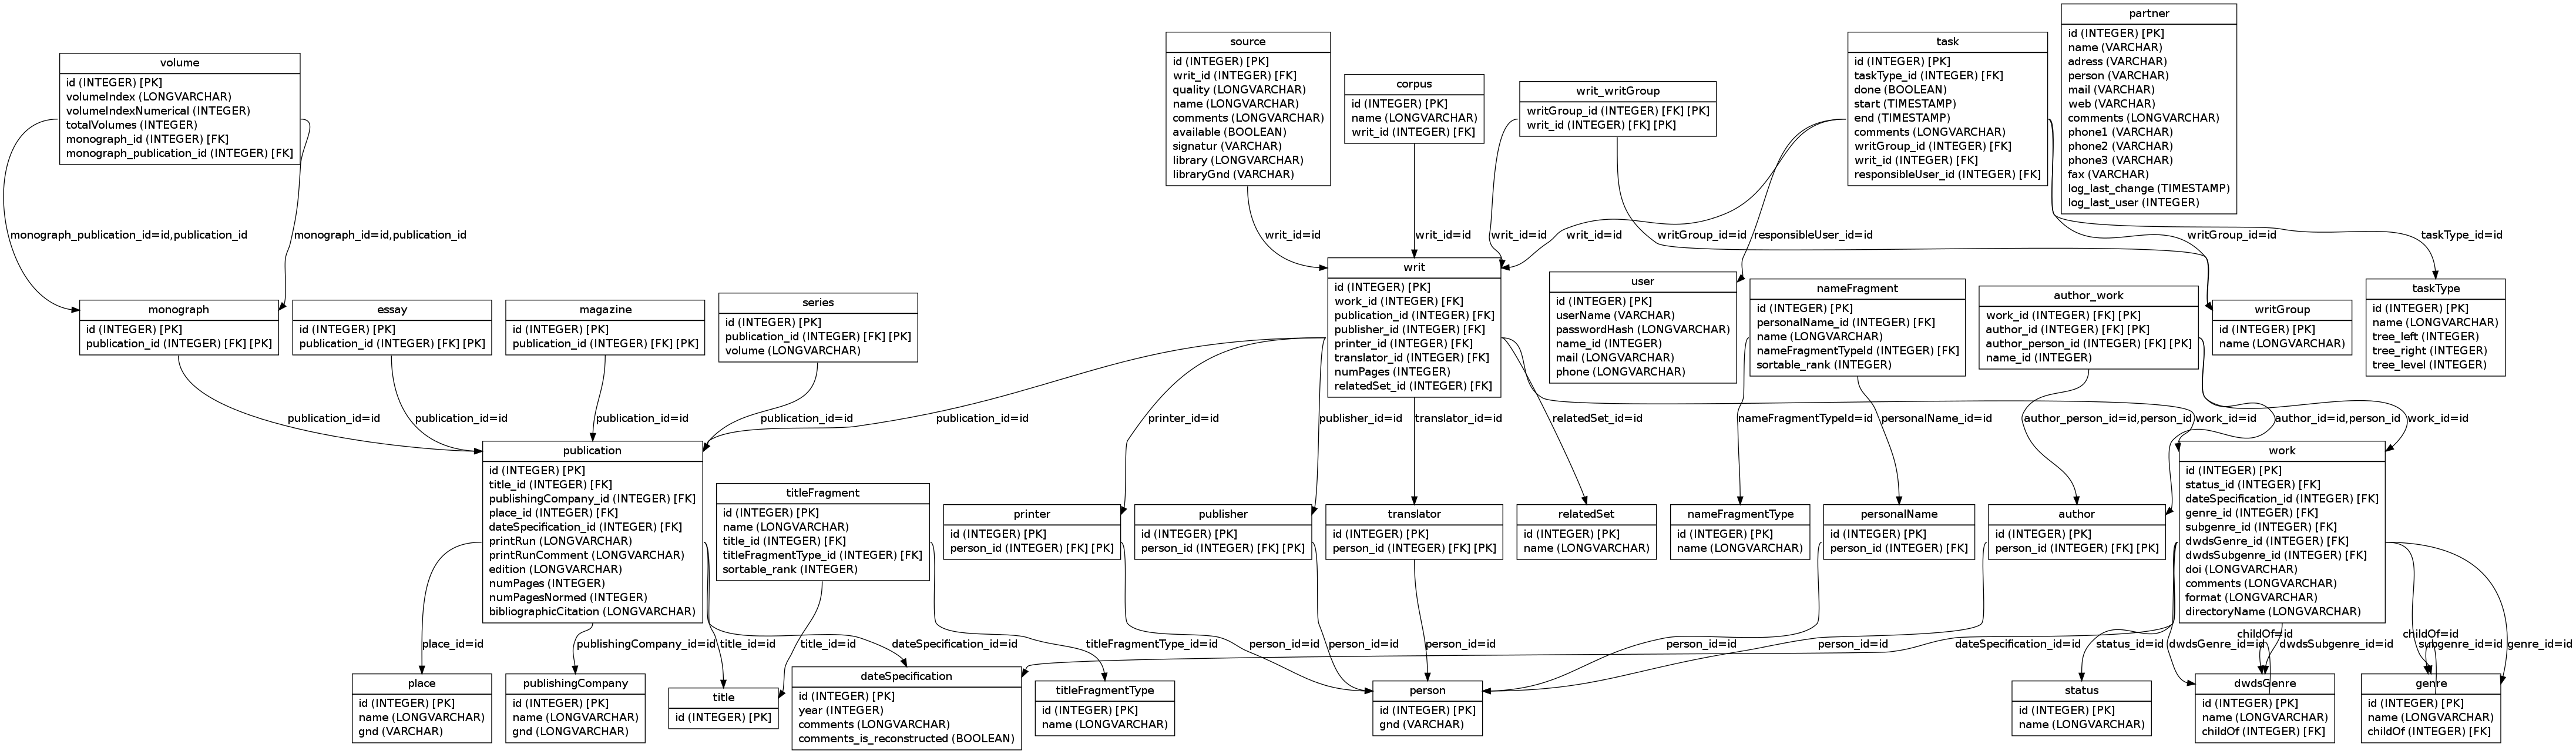 partner
id (INTEGER) [PK]
name (VARCHAR)
adress (VARCHAR)
person (VARCHAR)
mail (VARCHAR)
web (VARCHAR)
comments (LONGVARCHAR)
phone1 (VARCHAR)
phone2 (VARCHAR)
phone3 (VARCHAR)
fax (VARCHAR)
log_last_change (TIMESTAMP)
log_last_user (INTEGER)
volume
id (INTEGER) [PK]
volumeIndex (LONGVARCHAR)
volumeIndexNumerical (INTEGER)
totalVolumes (INTEGER)
monograph_id (INTEGER) [FK]
monograph_publication_id (INTEGER) [FK]
source
id (INTEGER) [PK]
writ_id (INTEGER) [FK]
quality (LONGVARCHAR)
name (LONGVARCHAR)
comments (LONGVARCHAR)
available (BOOLEAN)
signatur (VARCHAR)
library (LONGVARCHAR)
libraryGnd (VARCHAR)
corpus
id (INTEGER) [PK]
name (LONGVARCHAR)
writ_id (INTEGER) [FK]
writ_writGroup
writGroup_id (INTEGER) [FK] [PK]
writ_id (INTEGER) [FK] [PK]
task
id (INTEGER) [PK]
taskType_id (INTEGER) [FK]
done (BOOLEAN)
start (TIMESTAMP)
end (TIMESTAMP)
comments (LONGVARCHAR)
writGroup_id (INTEGER) [FK]
writ_id (INTEGER) [FK]
responsibleUser_id (INTEGER) [FK]
monograph_publication_id=id,publication_id
monograph_id=id,publication_id
writ_id=id
writ_id=id
writ_id=id
writ_id=id
writGroup_id=id
responsibleUser_id=id
writGroup_id=id
taskType_id=id
monograph
id (INTEGER) [PK]
publication_id (INTEGER) [FK] [PK]
essay
id (INTEGER) [PK]
publication_id (INTEGER) [FK] [PK]
magazine
id (INTEGER) [PK]
publication_id (INTEGER) [FK] [PK]
series
id (INTEGER) [PK]
publication_id (INTEGER) [FK] [PK]
volume (LONGVARCHAR)
writ
id (INTEGER) [PK]
work_id (INTEGER) [FK]
publication_id (INTEGER) [FK]
publisher_id (INTEGER) [FK]
printer_id (INTEGER) [FK]
translator_id (INTEGER) [FK]
numPages (INTEGER)
relatedSet_id (INTEGER) [FK]
user
id (INTEGER) [PK]
userName (VARCHAR)
passwordHash (LONGVARCHAR)
name_id (INTEGER)
mail (LONGVARCHAR)
phone (LONGVARCHAR)
nameFragment
id (INTEGER) [PK]
personalName_id (INTEGER) [FK]
name (LONGVARCHAR)
nameFragmentTypeId (INTEGER) [FK]
sortable_rank (INTEGER)
author_work
work_id (INTEGER) [FK] [PK]
author_id (INTEGER) [FK] [PK]
author_person_id (INTEGER) [FK] [PK]
name_id (INTEGER)
writGroup
id (INTEGER) [PK]
name (LONGVARCHAR)
taskType
id (INTEGER) [PK]
name (LONGVARCHAR)
tree_left (INTEGER)
tree_right (INTEGER)
tree_level (INTEGER)
publication_id=id
publication_id=id
publication_id=id
publication_id=id
publication_id=id
printer_id=id
publisher_id=id
translator_id=id
relatedSet_id=id
nameFragmentTypeId=id
personalName_id=id
author_person_id=id,person_id
work_id=id
author_id=id,person_id
work_id=id
publication
id (INTEGER) [PK]
title_id (INTEGER) [FK]
publishingCompany_id (INTEGER) [FK]
place_id (INTEGER) [FK]
dateSpecification_id (INTEGER) [FK]
printRun (LONGVARCHAR)
printRunComment (LONGVARCHAR)
edition (LONGVARCHAR)
numPages (INTEGER)
numPagesNormed (INTEGER)
bibliographicCitation (LONGVARCHAR)
titleFragment
id (INTEGER) [PK]
name (LONGVARCHAR)
title_id (INTEGER) [FK]
titleFragmentType_id (INTEGER) [FK]
sortable_rank (INTEGER)
printer
id (INTEGER) [PK]
person_id (INTEGER) [FK] [PK]
publisher
id (INTEGER) [PK]
person_id (INTEGER) [FK] [PK]
translator
id (INTEGER) [PK]
person_id (INTEGER) [FK] [PK]
relatedSet
id (INTEGER) [PK]
name (LONGVARCHAR)
nameFragmentType
id (INTEGER) [PK]
name (LONGVARCHAR)
personalName
id (INTEGER) [PK]
person_id (INTEGER) [FK]
author
id (INTEGER) [PK]
person_id (INTEGER) [FK] [PK]
work
id (INTEGER) [PK]
status_id (INTEGER) [FK]
dateSpecification_id (INTEGER) [FK]
genre_id (INTEGER) [FK]
subgenre_id (INTEGER) [FK]
dwdsGenre_id (INTEGER) [FK]
dwdsSubgenre_id (INTEGER) [FK]
doi (LONGVARCHAR)
comments (LONGVARCHAR)
format (LONGVARCHAR)
directoryName (LONGVARCHAR)
place_id=id
publishingCompany_id=id
title_id=id
title_id=id
dateSpecification_id=id
titleFragmentType_id=id
person_id=id
person_id=id
person_id=id
person_id=id
person_id=id
dateSpecification_id=id
status_id=id
dwdsGenre_id=id
childOf=id
dwdsSubgenre_id=id
childOf=id
subgenre_id=id
genre_id=id
place
id (INTEGER) [PK]
name (LONGVARCHAR)
gnd (VARCHAR)
publishingCompany
id (INTEGER) [PK]
name (LONGVARCHAR)
gnd (LONGVARCHAR)
title
id (INTEGER) [PK]
dateSpecification
id (INTEGER) [PK]
year (INTEGER)
comments (LONGVARCHAR)
comments_is_reconstructed (BOOLEAN)
titleFragmentType
id (INTEGER) [PK]
name (LONGVARCHAR)
person
id (INTEGER) [PK]
gnd (VARCHAR)
status
id (INTEGER) [PK]
name (LONGVARCHAR)
dwdsGenre
id (INTEGER) [PK]
name (LONGVARCHAR)
childOf (INTEGER) [FK]
genre
id (INTEGER) [PK]
name (LONGVARCHAR)
childOf (INTEGER) [FK]